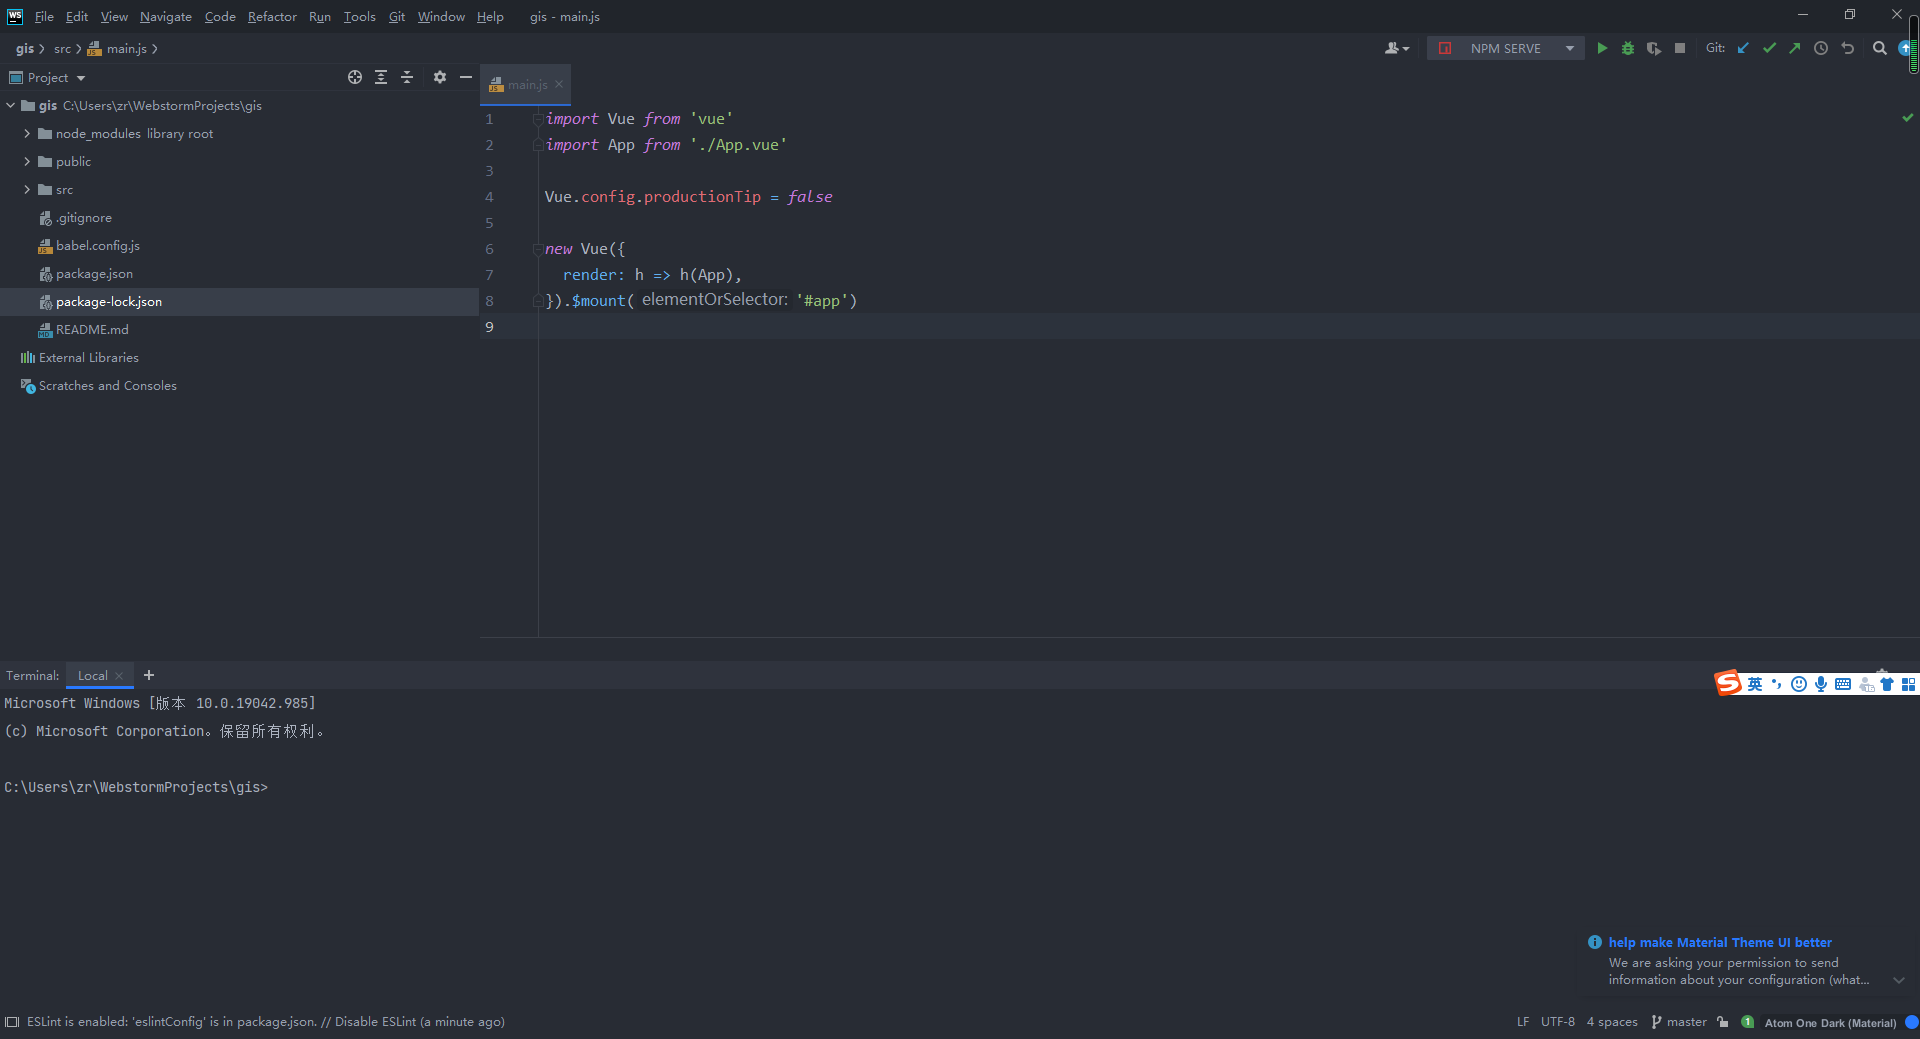 WS File Edit View Navigate Code Refactor Run Tools Git Window Help gis - main.js
gis src main.js NPM SERVE Git:
Project
main.js
gis C:\Users\zr\WebstormProjects\gis
node_modules library root
public
src
.gitignore
babel.config.js
package.json
package-lock.json
README.md
External Libraries
Scratches and Consoles
1 import Vue from 'vue'
2 import App from './App.vue'
3
4 Vue.config.productionTip = false
5
6 new Vue({
7 render: h => h(App),
8 }).$mount( elementOrSelector: '#app')
9
Terminal: Local +
英
Microsoft Windows [版本 10.0.19042.985]
(c) Microsoft Corporation。保留所有权利。
C:\Users\zr\WebstormProjects\gis>
help make Material Theme UI better
We are asking your permission to send
information about your configuration (what...
ESLint is enabled: 'eslintConfig' is in package.json. // Disable ESLint (a minute ago)
LF UTF-8 4 spaces master 1 Atom One Dark (Material)